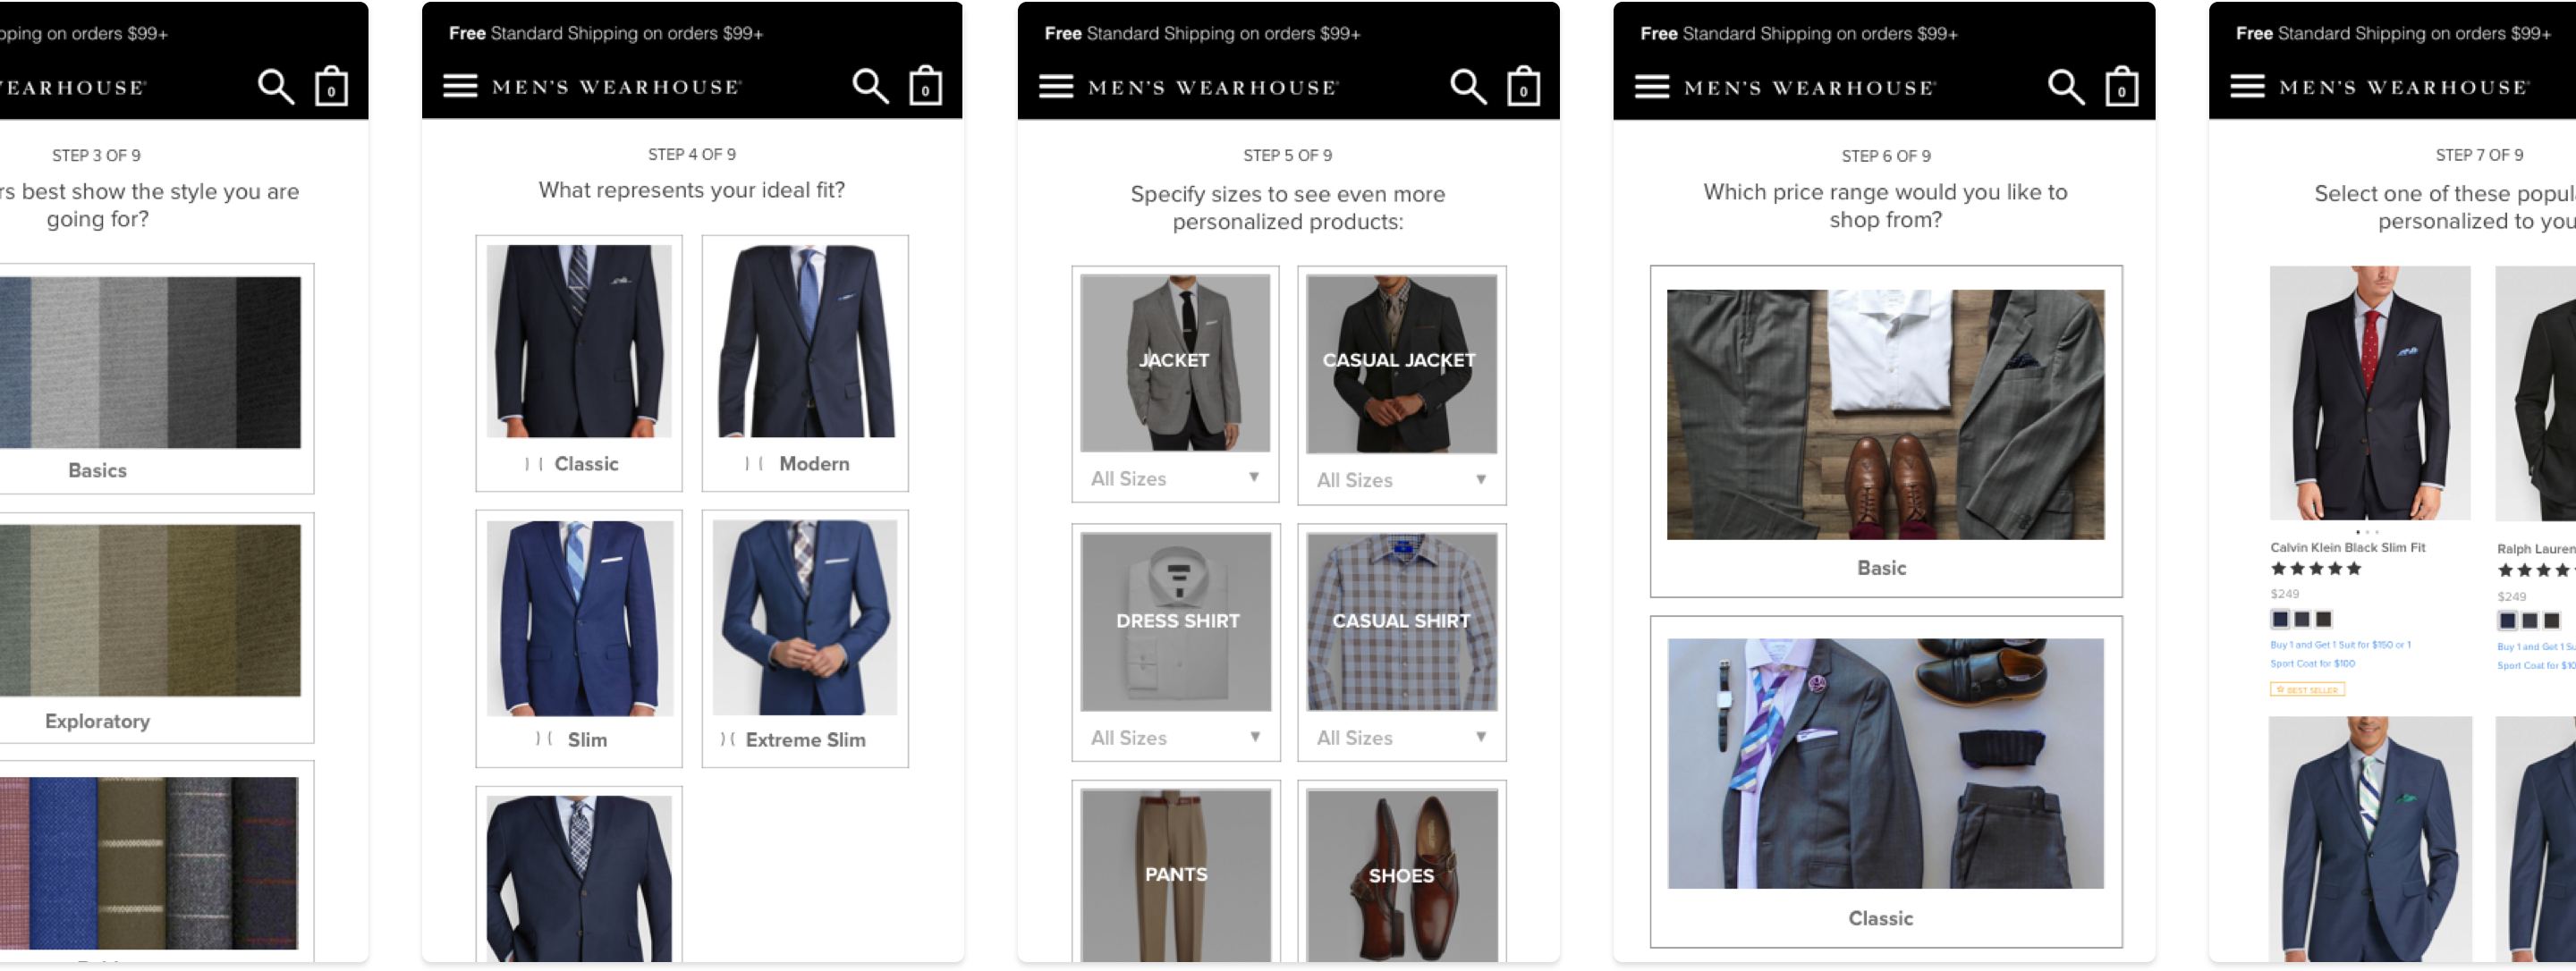 pping on orders $99+
EARHOUSE
0
STEP 3 OF 9
rs best show the style you are
going for?
Basics
Exploratory
Free Standard Shipping on orders $99+
MEN'S WEARHOUSE
0
STEP 4 OF 9
What represents your ideal fit?
Classic
Modern
Slim
Extreme Slim
Free Standard Shipping on orders $99+
MEN'S WEARHOUSE
0
STEP 5 OF 9
Specify sizes to see even more
personalized products:
JACKET
CASUAL JACKET
All Sizes
All Sizes
DRESS SHIRT
CASUAL SHIRT
All Sizes
All Sizes
PANTS
SHOES
Free Standard Shipping on orders $99+
MEN'S WEARHOUSE
0
STEP 6 OF 9
Which price range would you like to
shop from?
Basic
Classic
Free Standard Shipping on orders $99+
MEN'S WEARHOUSE
STEP 7 OF 9
Select one of these popul
personalized to you
Calvin Klein Black Slim Fit
$249
Buy 1 and Get 1 Suit for $150 or 1
Sport Coat for $100
BEST SELLER
Ralph Lauren
$249
Buy 1 and Get 1 Su
Sport Coat for $10